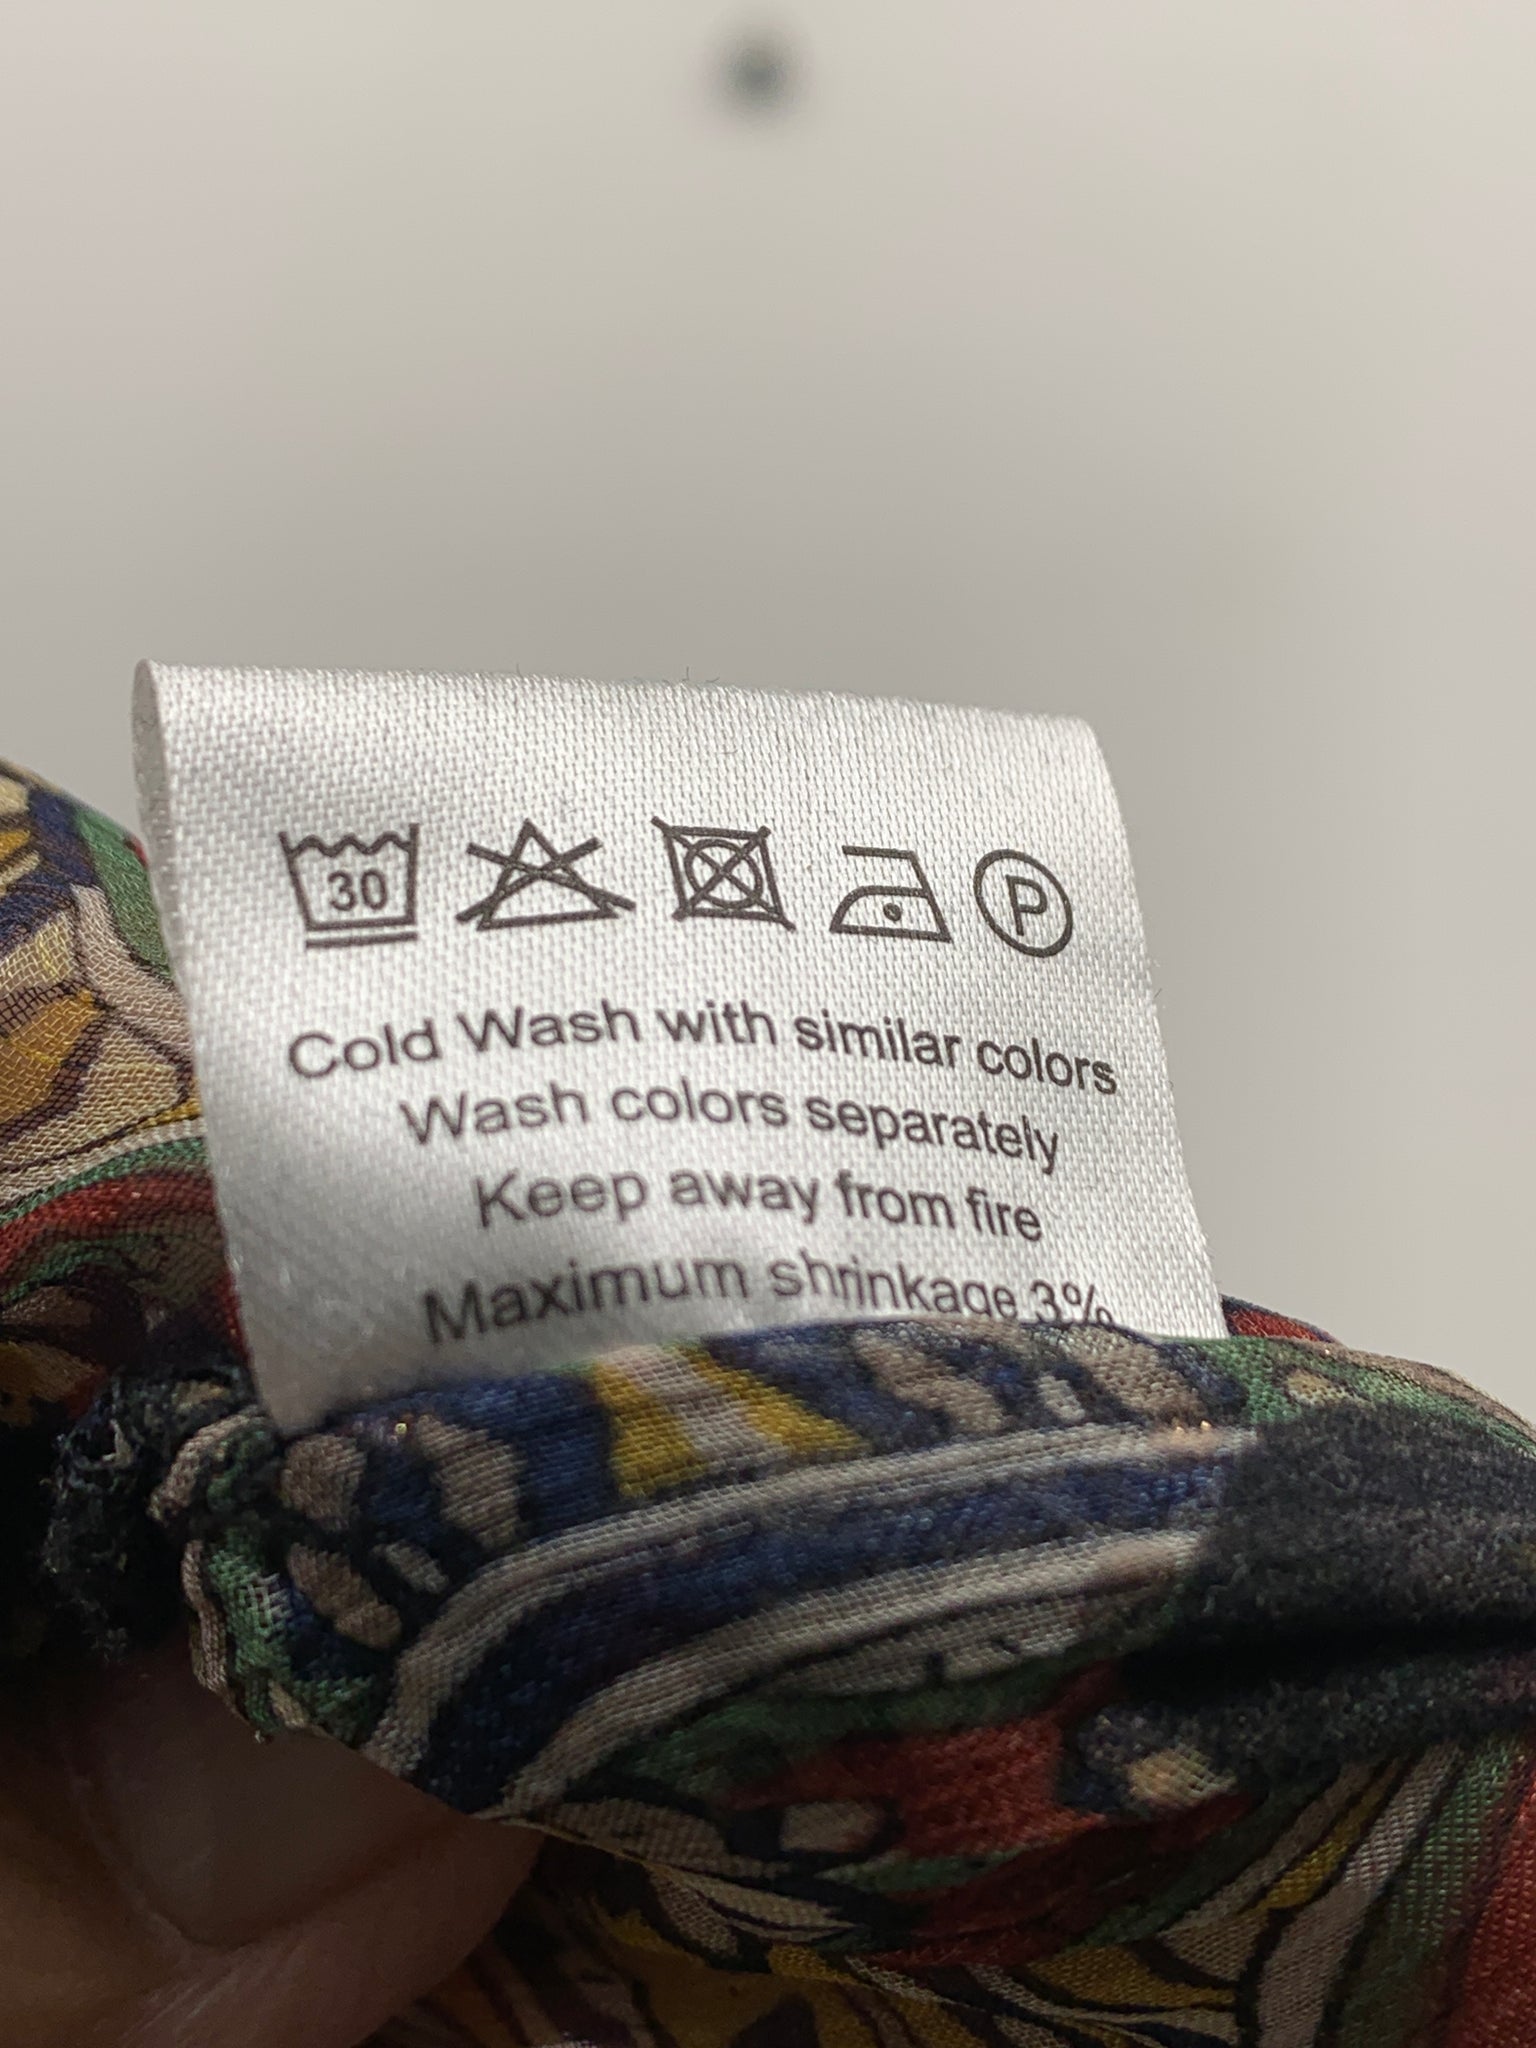 30 P
Cold Wash with similar colors
Wash colors separately
Keep away from fire
Maximum shrinkage 3%